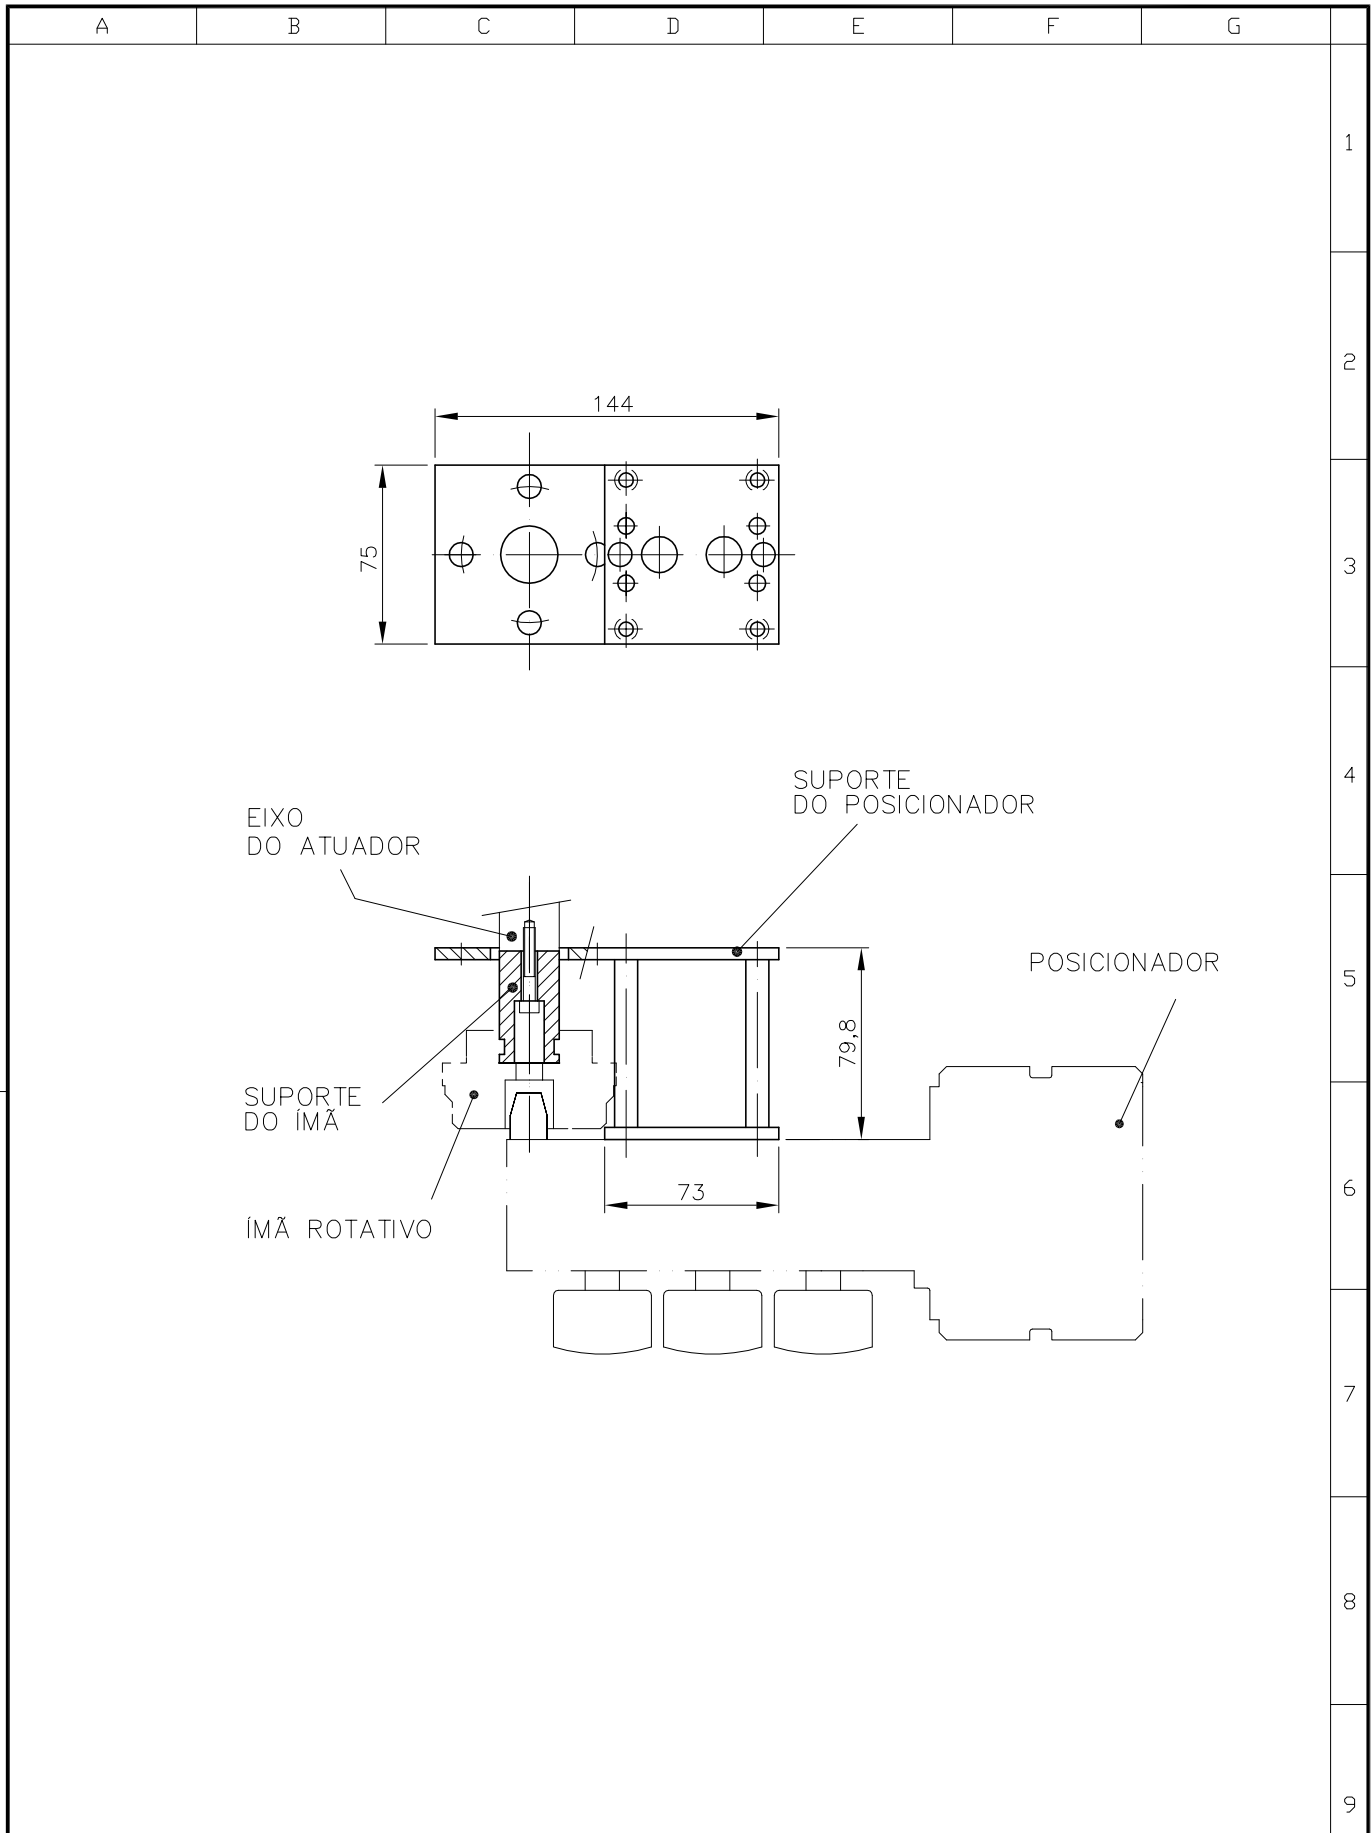 A B C D E F G
1
2
144
75
3
4
SUPORTE
DO POSICIONADOR
EIXO
DO ATUADOR
POSICIONADOR
5
79,8
SUPORTE
DO ÍMÃ
73
6
ÍMÃ ROTATIVO
7
8
9